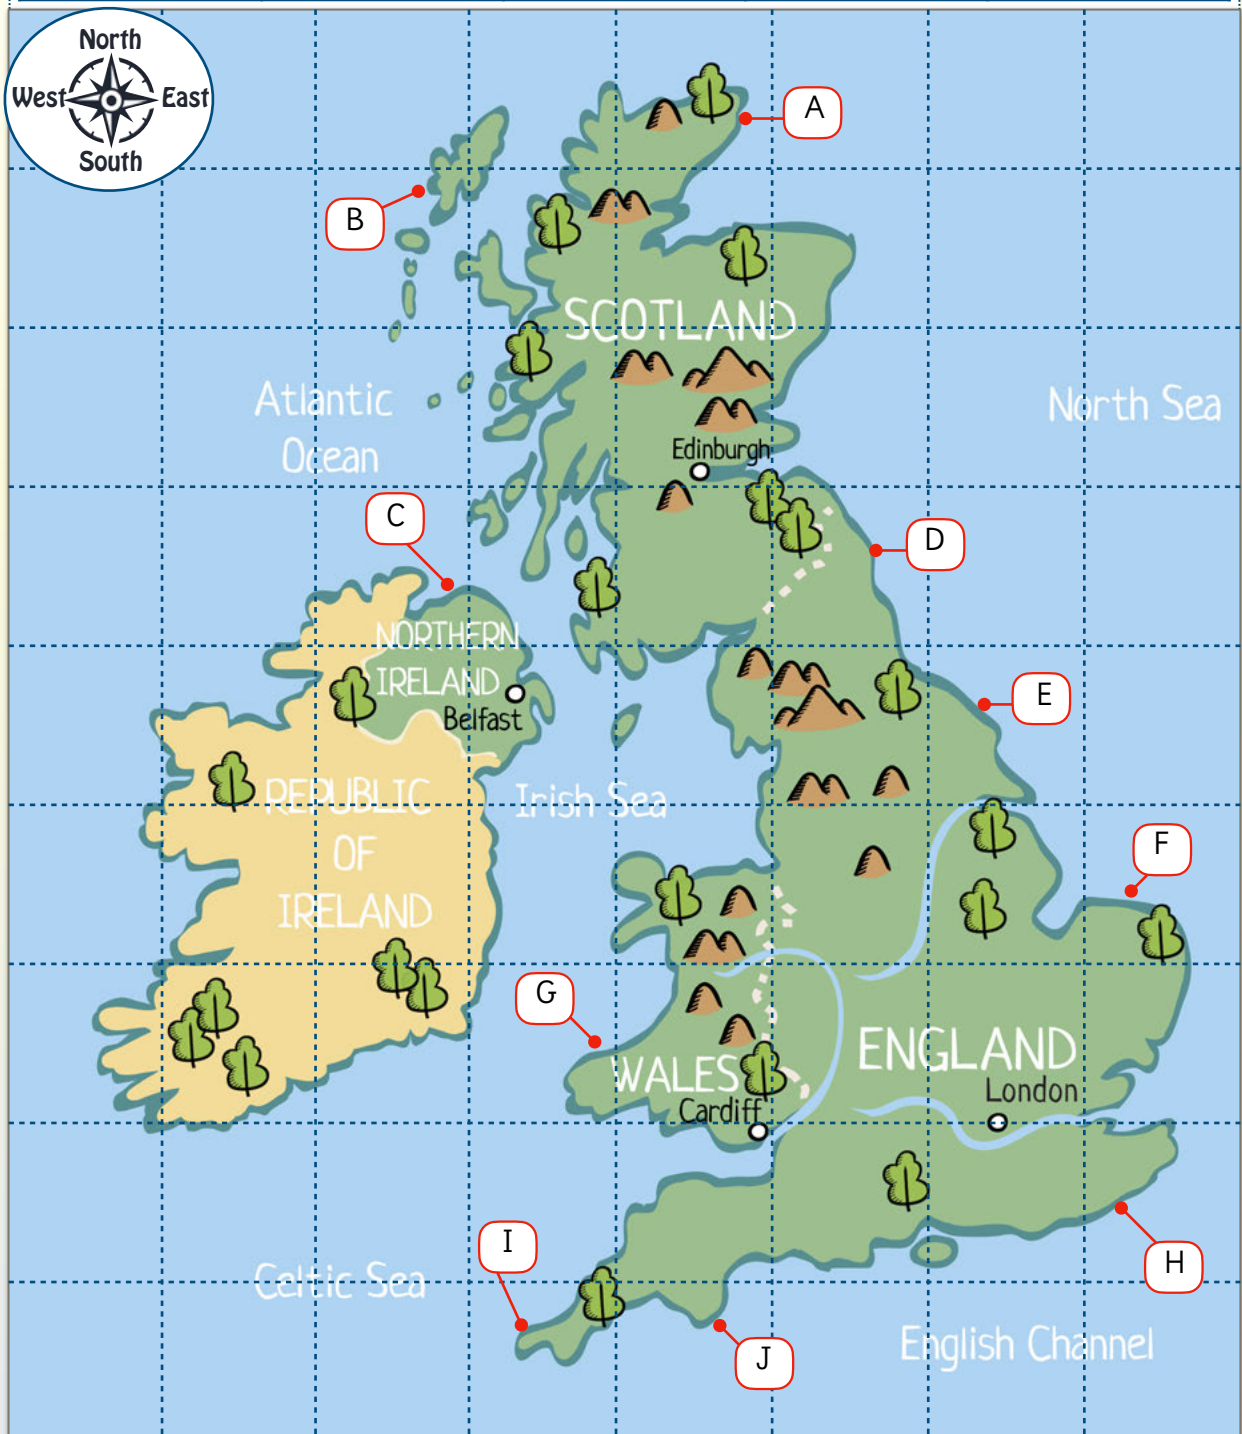 North
West
East
South
A
B
SCOTLAND
Atlantic
Ocean
North Sea
Edinburgh
C
D
NORTHERN
IRELAND
Belfast
E
REPUBLIC
OF
IRELAND
Irish Sea
F
G
WALES
Cardiff
ENGLAND
London
I
H
Celtic Sea
English Channel
J